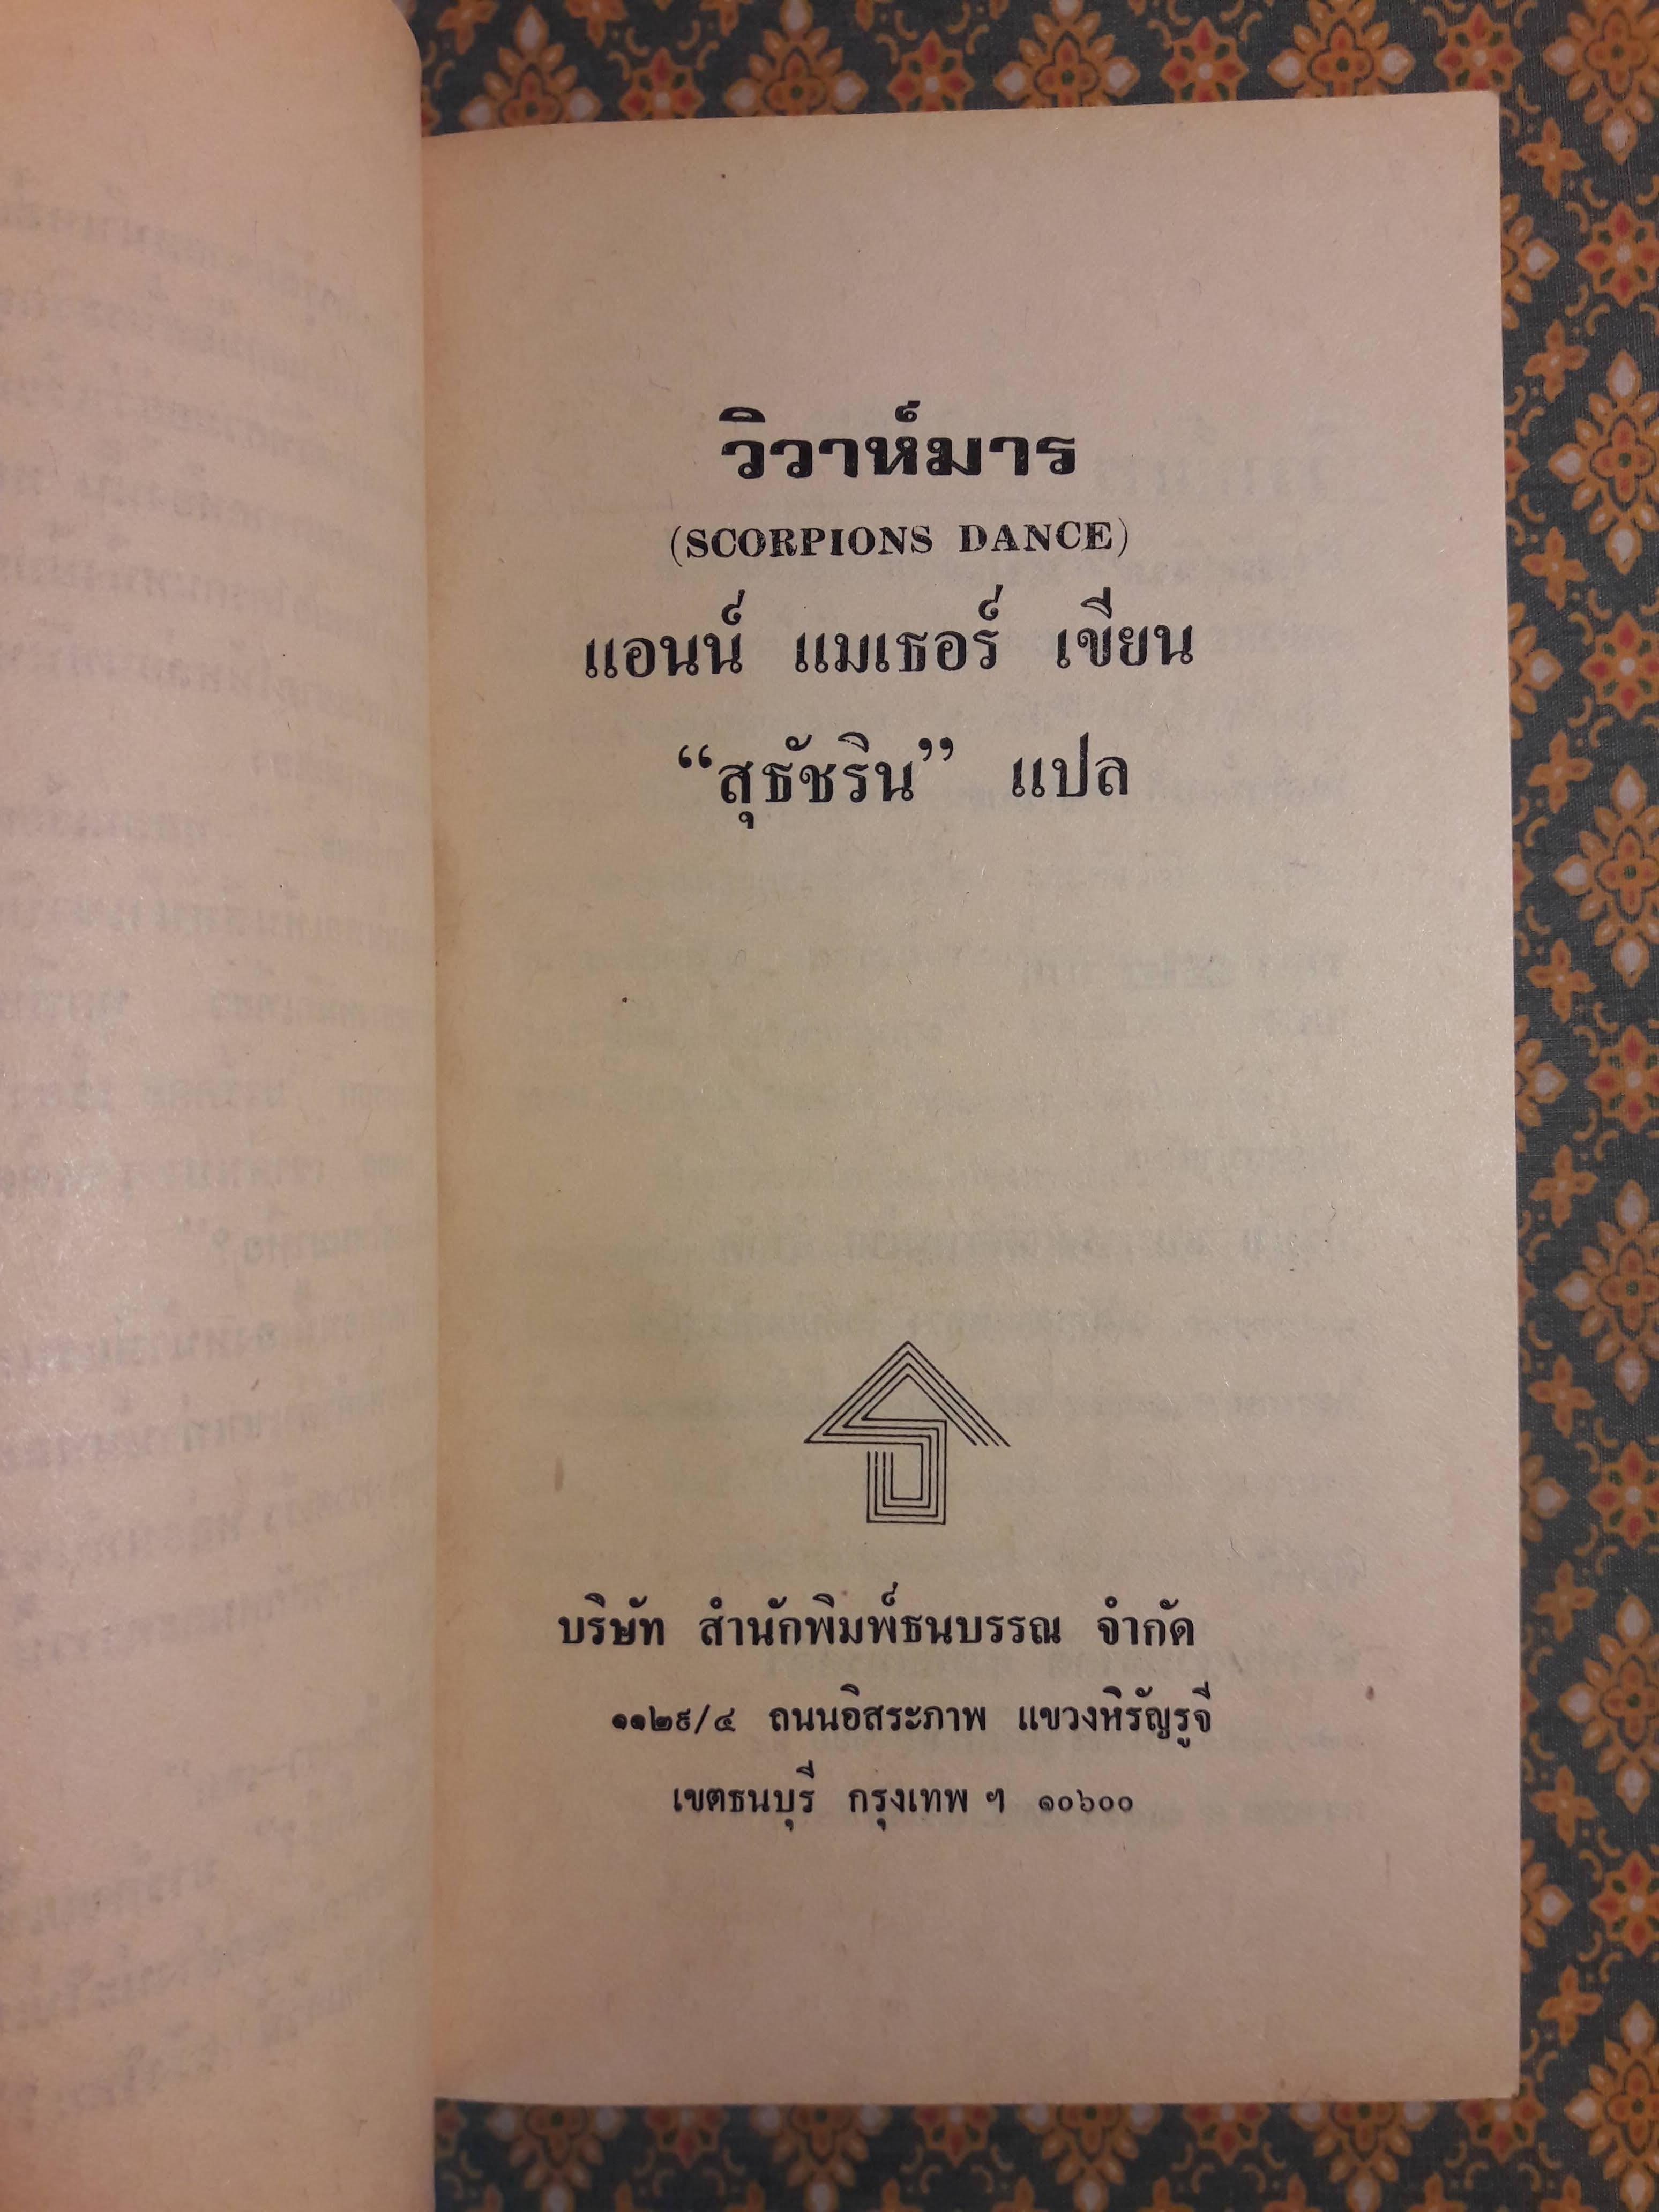 วิวาห์มาร
(SCORPIONS DANCE)
แอนน์ แมเธอร์ เขียน
“สุธัชริน” แปล
บริษัท สำนักพิมพ์ธนบรรณ จำกัด
๑๑๒๙/๔ ถนนอิสระภาพ แขวงหิรัญรูจี
เขตธนบุรี กรุงเทพ ฯ ๑๐๖๐๐